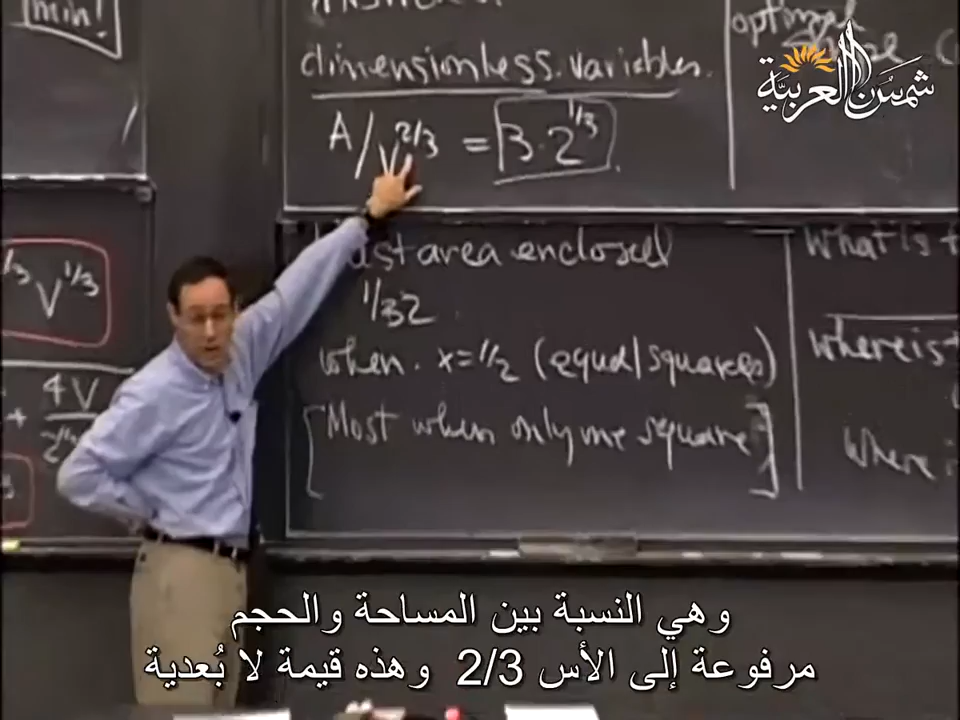 min!
dimensionless variables.
A/V^2/3 = 3·2^1/3
optimal
شمس العربية
V^1/3
4V
Least area enclosed
1/32
when x=1/2 (equal squares)
[Most when only one square]
What is
where is
Where
وهي النسبة بين المساحة والحجم
مرفوعة إلى الأس 2/3 وهذه قيمة لا بُعدية